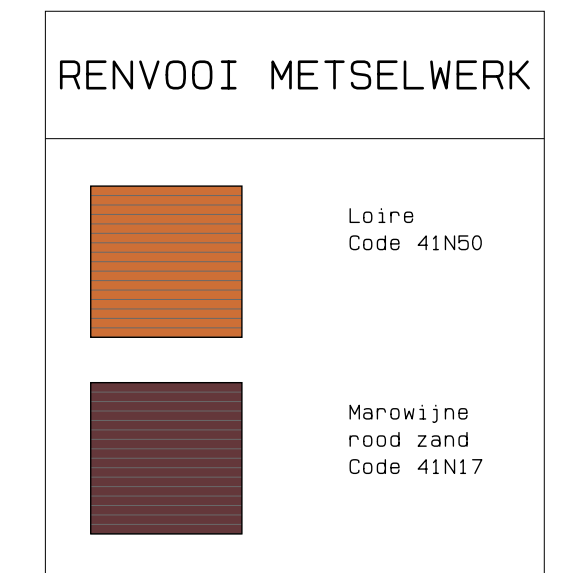 RENVOOI METSELWERK
Loire
Code 41N50
Marowijne
rood zand
Code 41N17